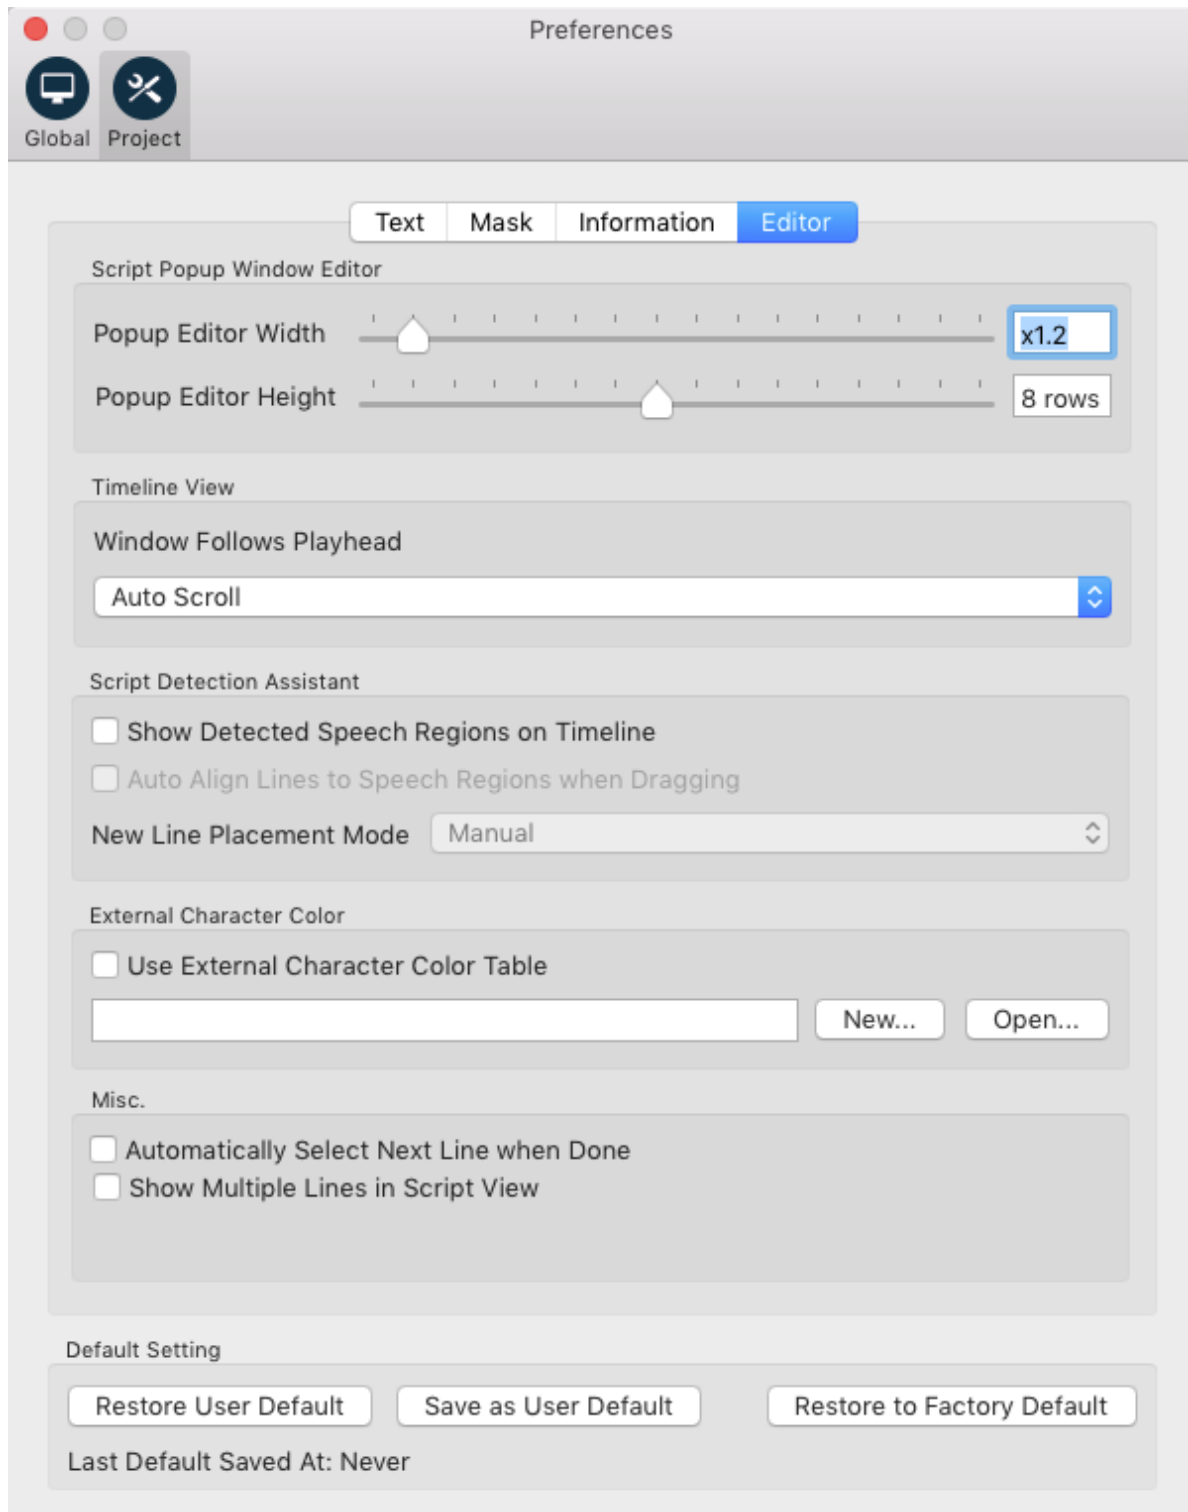 Preferences
Global Project
Text Mask Information Editor
Script Popup Window Editor
Popup Editor Width x1.2
Popup Editor Height 8 rows
Timeline View
Window Follows Playhead
Auto Scroll
Script Detection Assistant
Show Detected Speech Regions on Timeline
Auto Align Lines to Speech Regions when Dragging
New Line Placement Mode Manual
External Character Color
Use External Character Color Table
New... Open...
Misc.
Automatically Select Next Line when Done
Show Multiple Lines in Script View
Default Setting
Restore User Default Save as User Default Restore to Factory Default
Last Default Saved At: Never